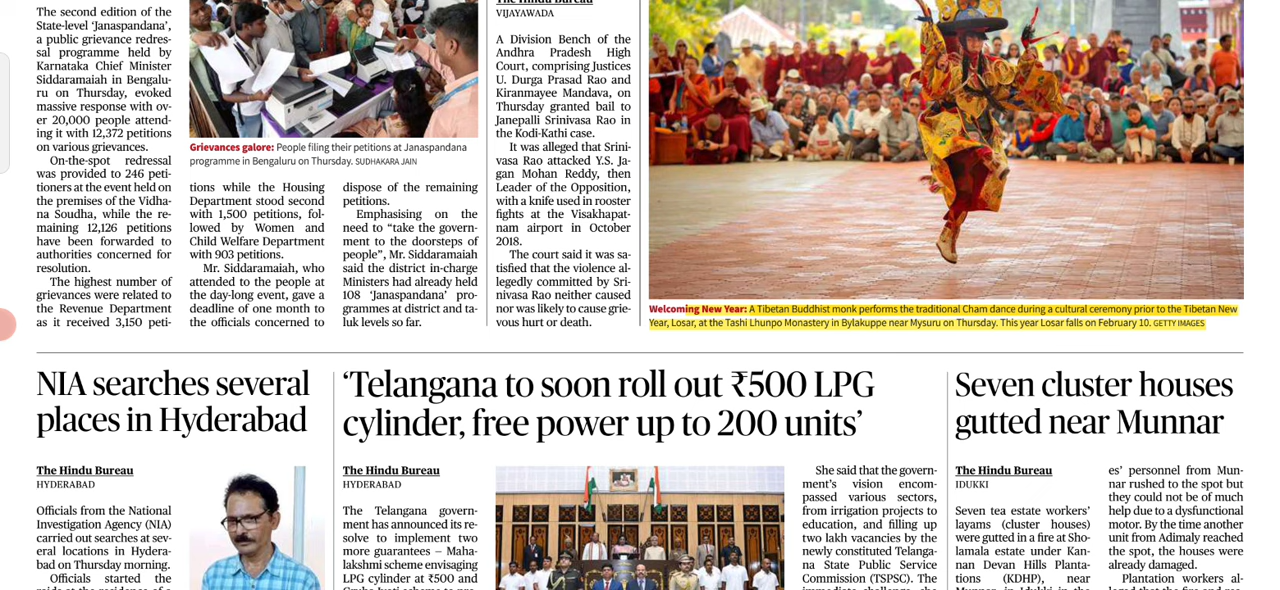 The second edition of the
State-level ‘Janaspandana’,
a public grievance redres-
sal programme held by
Karnataka Chief Minister
Siddaramaiah in Bengalu-
ru on Thursday, evoked
massive response with ov-
er 20,000 people attend-
ing it with 12,372 petitions
on various grievances.
On-the-spot redressal
was provided to 246 peti-
tioners at the event held on
the premises of the Vidha-
na Soudha, while the re-
maining 12,126 petitions
have been forwarded to
authorities concerned for
resolution.
The highest number of
grievances were related to
the Revenue Department
as it received 3,150 peti-
Grievances galore: People filing their petitions at Janaspandana
programme in Bengaluru on Thursday. SUDHAKARA JAIN
tions while the Housing
Department stood second
with 1,500 petitions, fol-
lowed by Women and
Child Welfare Department
with 903 petitions.
Mr. Siddaramaiah, who
attended to the people at
the day-long event, gave a
deadline of one month to
the officials concerned to
dispose of the remaining
petitions.
Emphasising on the
need to “take the govern-
ment to the doorsteps of
people”, Mr. Siddaramaiah
said the district in-charge
Ministers had already held
108 ‘Janaspandana’ pro-
grammes at district and ta-
luk levels so far.
The Hindu Bureau
VIJAYAWADA
A Division Bench of the
Andhra Pradesh High
Court, comprising Justices
U. Durga Prasad Rao and
Kiranmayee Mandava, on
Thursday granted bail to
Janepalli Srinivasa Rao in
the Kodi-Kathi case.
It was alleged that Srini-
vasa Rao attacked Y.S. Ja-
gan Mohan Reddy, then
Leader of the Opposition,
with a knife used in rooster
fights at the Visakhapat-
nam airport in October
2018.
The court said it was sa-
tisfied that the violence al-
legedly committed by Sri-
nivasa Rao neither caused
nor was likely to cause grie-
vous hurt or death.
Welcoming New Year: A Tibetan Buddhist monk performs the traditional Cham dance during a cultural ceremony prior to the Tibetan New
Year, Losar, at the Tashi Lhunpo Monastery in Bylakuppe near Mysuru on Thursday. This year Losar falls on February 10. GETTY IMAGES
NIA searches several
places in Hyderabad
The Hindu Bureau
HYDERABAD
Officials from the National
Investigation Agency (NIA)
carried out searches at sev-
eral locations in Hydera-
bad on Thursday morning.
Officials started the
‘Telangana to soon roll out ₹500 LPG
cylinder, free power up to 200 units’
The Hindu Bureau
HYDERABAD
The Telangana govern-
ment has announced its re-
solve to implement two
more guarantees – Maha-
lakshmi scheme envisaging
LPG cylinder at ₹500 and
She said that the govern-
ment’s vision encom-
passed various sectors,
from irrigation projects to
education, and filling up
two lakh vacancies by the
newly constituted Telanga-
na State Public Service
Commission (TSPSC). The
Seven cluster houses
gutted near Munnar
The Hindu Bureau
IDUKKI
Seven tea estate workers’
layams (cluster houses)
were gutted in a fire at Sho-
lamala estate under Kan-
nan Devan Hills Planta-
tions (KDHP), near
es’ personnel from Mun-
nar rushed to the spot but
they could not be of much
help due to a dysfunctional
motor. By the time another
unit from Adimaly reached
the spot, the houses were
already damaged.
Plantation workers al-